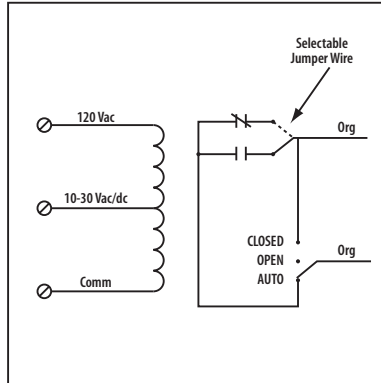 Selectable
Jumper Wire
120 Vac
Org
10-30 Vac/dc
CLOSED
OPEN
Org
AUTO
Comm